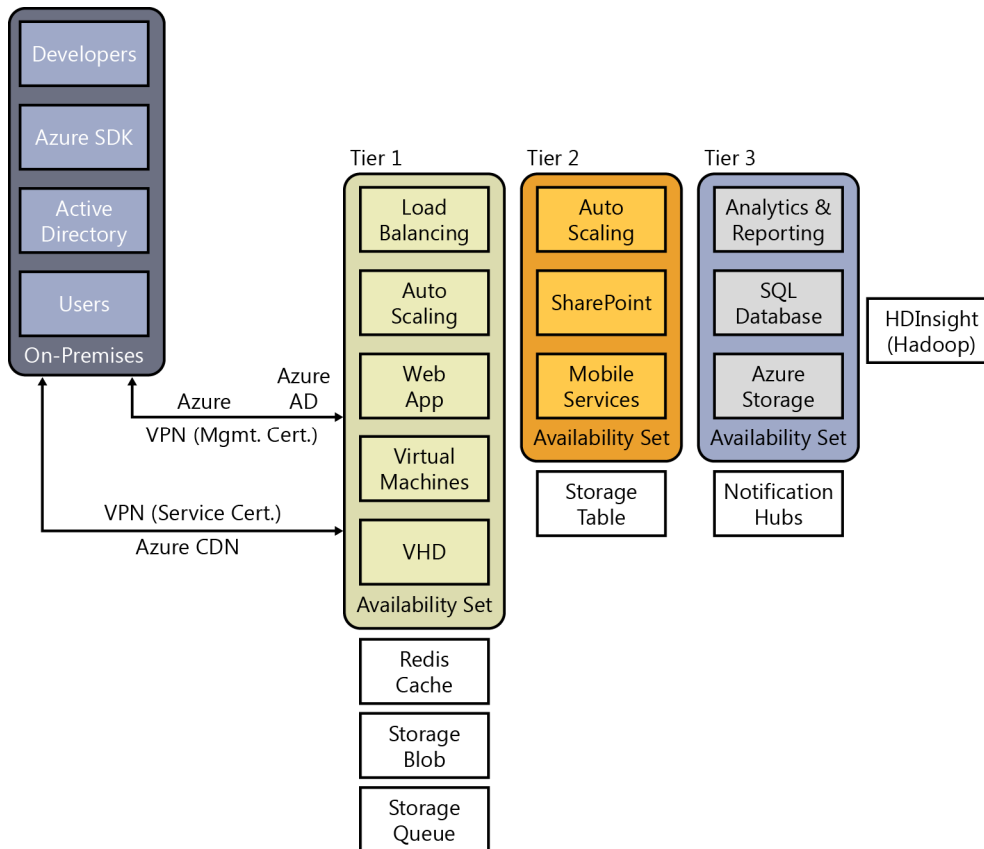 Developers
Azure SDK
Active
Directory
Users
On-Premises
Azure
Azure
AD
VPN (Mgmt. Cert.)
VPN (Service Cert.)
Azure CDN
Tier 1
Load
Balancing
Auto
Scaling
Web
App
Virtual
Machines
VHD
Availability Set
Redis
Cache
Storage
Blob
Storage
Queue
Tier 2
Auto
Scaling
SharePoint
Mobile
Services
Availability Set
Storage
Table
Tier 3
Analytics &
Reporting
SQL
Database
Azure
Storage
Availability Set
Notification
Hubs
HDInsight
(Hadoop)